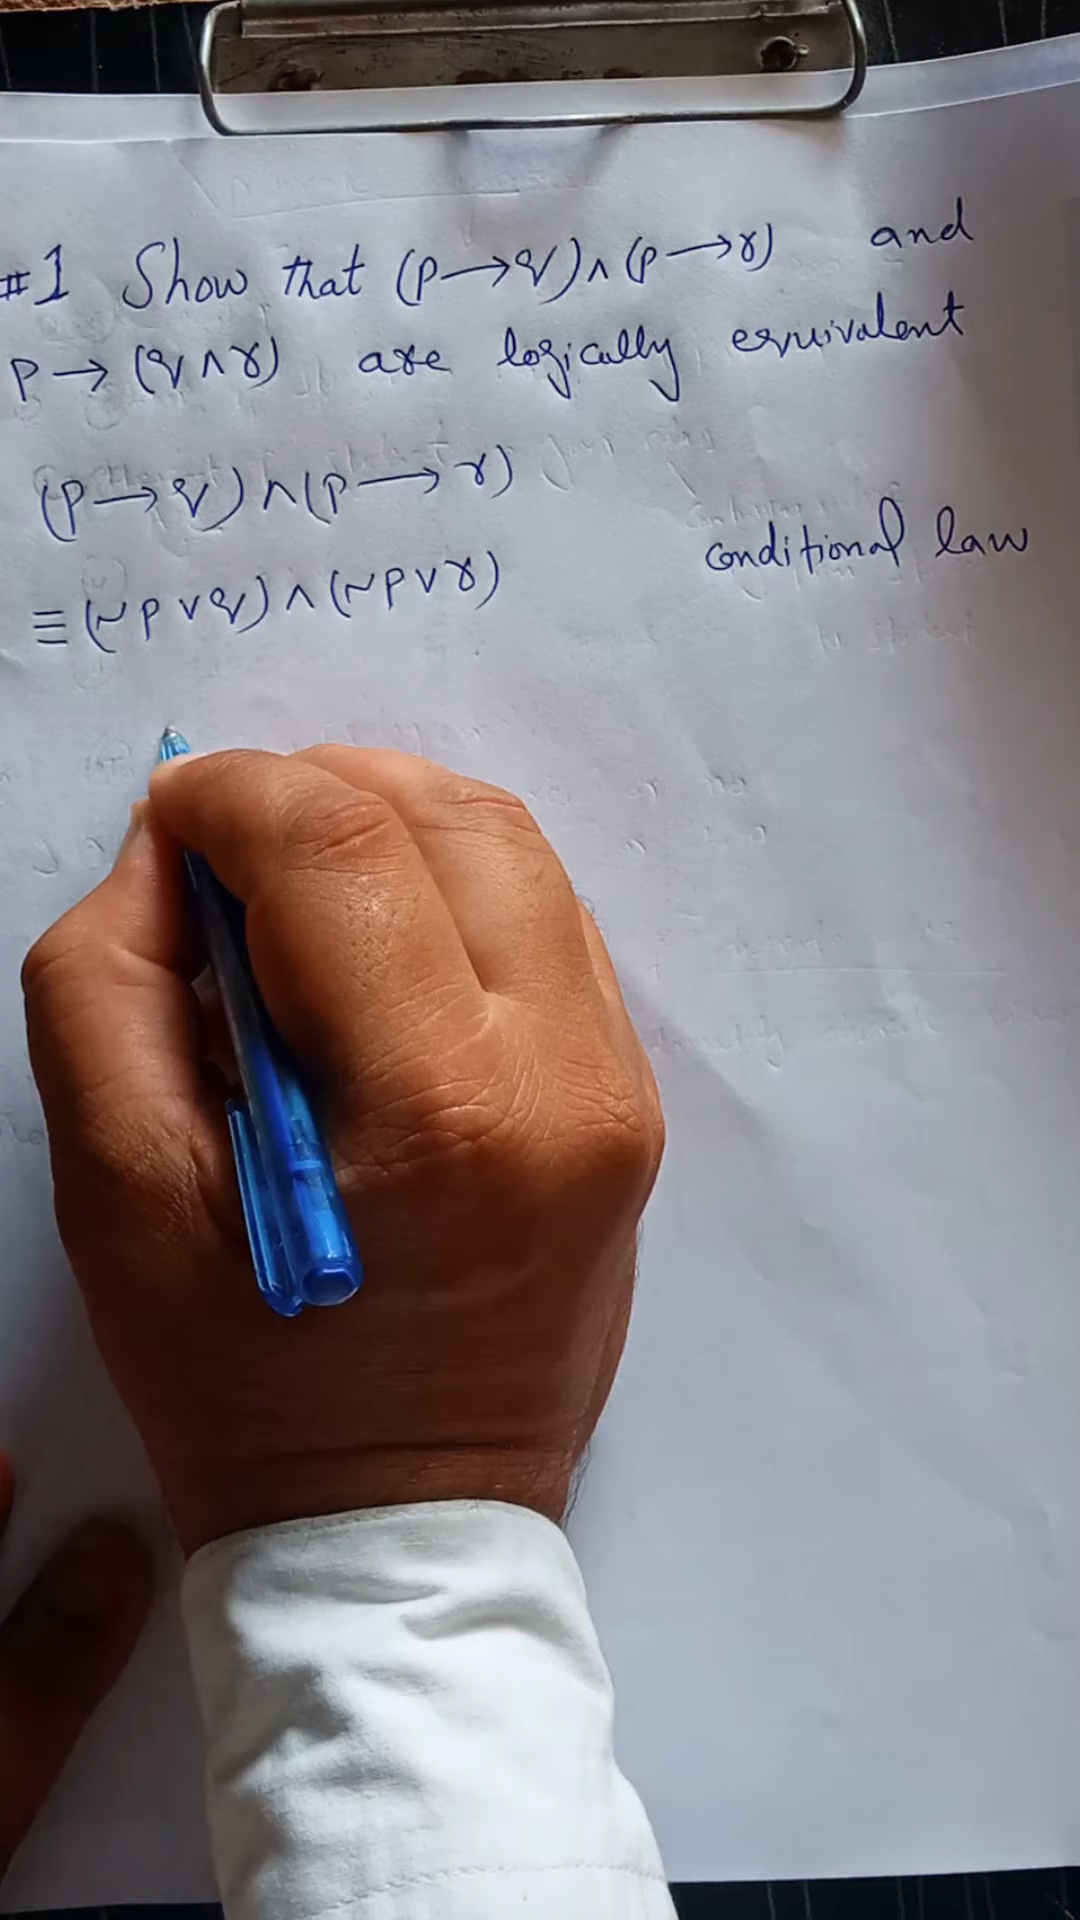 #1 Show that (p→q)∧(p→r) and
p→(q∧r) are logically equivalent
(p→q)∧(p→r)
≡(~p∨q)∧(~p∨r) conditional law